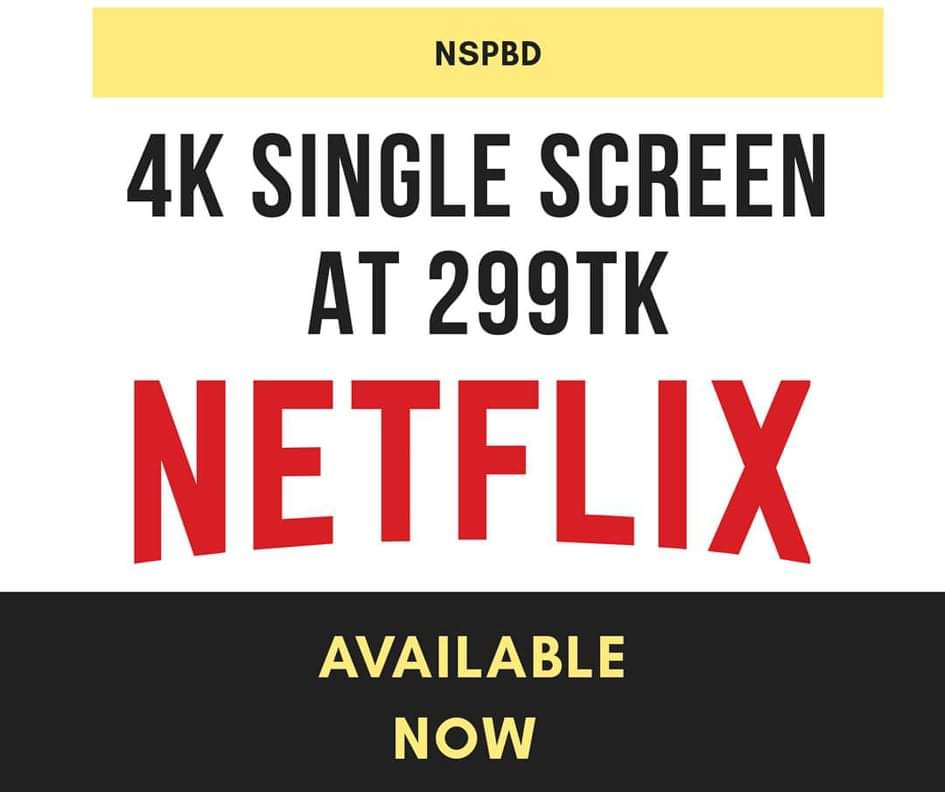 NSPBD
4K SINGLE SCREEN
AT 299TK
NETFLIX
AVAILABLE
NOW